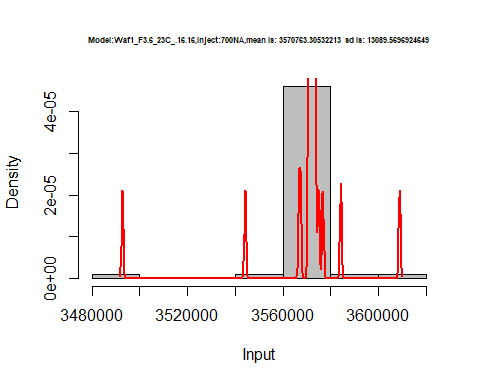 Model:Waf1_F3.6_23C_.16.16,Inject:700NA,mean is: 3570763.30532213 sd is: 13089.5696924649
Density
4e-05
2e-05
0e+00
3480000 3520000 3560000 3600000
Input